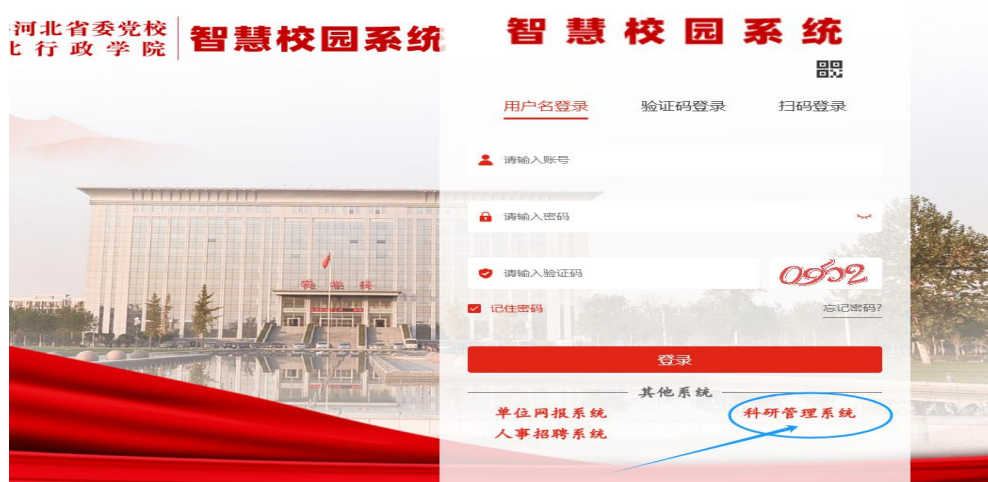 河北省委党校
北行政学院
智慧校园系统
智慧校园系统
用户名登录 验证码登录 扫码登录
请输入账号
请输入密码
请输入验证码
记住密码 忘记密码?
登录
其他系统
单位网报系统 科研管理系统
人事招聘系统